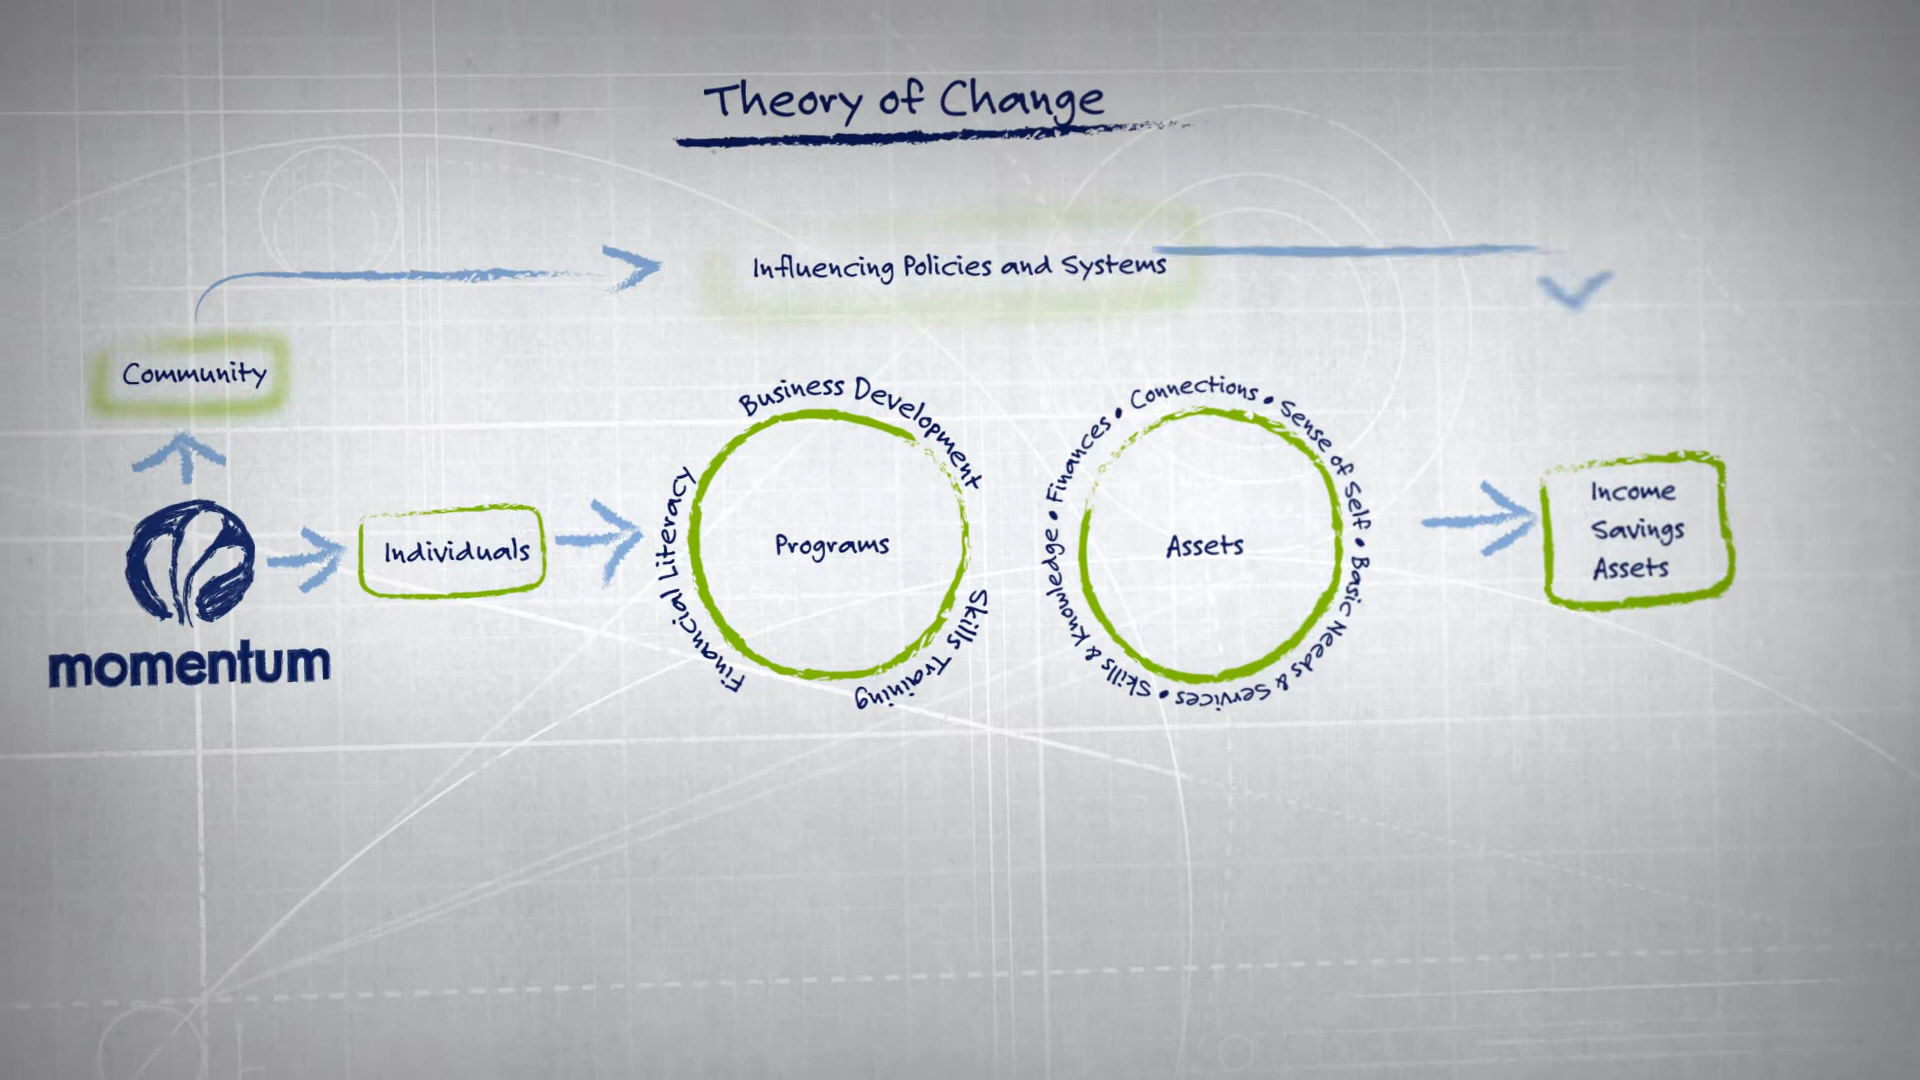 Theory of Change
Influencing Policies and Systems
Community
momentum
Individuals
Programs
Business Development
Skills Training
Financial Literacy
Assets
Connections • Sense of Self • Basic Needs & Services • Skills & Knowledge • Finances •
Income
Savings
Assets